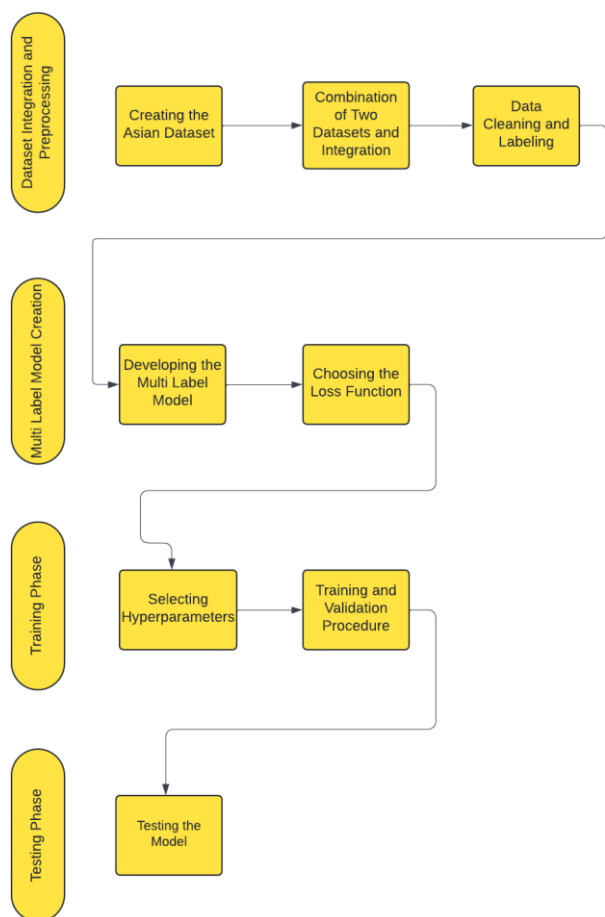 Dataset Integration and
Preprocessing
Creating the
Asian Dataset
Combination
of Two
Datasets and
Integration
Data
Cleaning and
Labeling
Multi Label Model Creation
Developing the
Multi Label
Model
Choosing the
Loss Function
Training Phase
Selecting
Hyperparameters
Training and
Validation
Procedure
Testing Phase
Testing the
Model